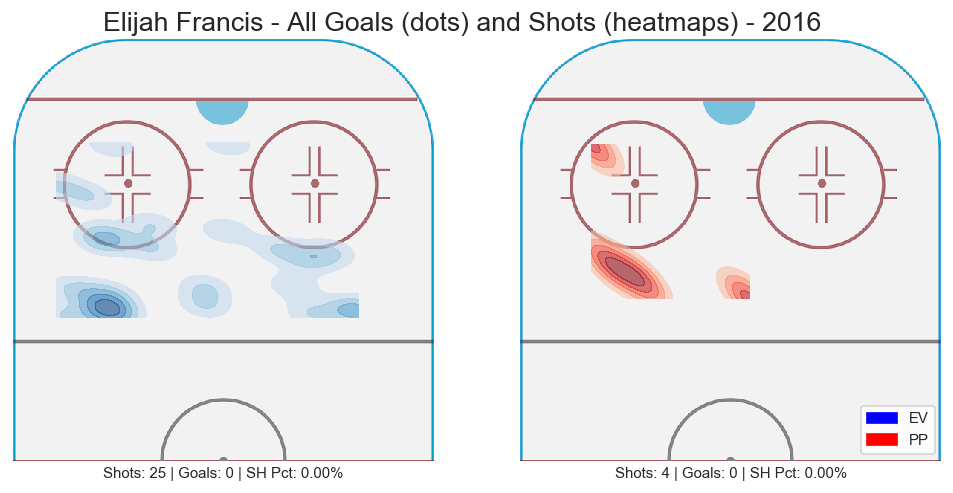 Elijah Francis - All Goals (dots) and Shots (heatmaps) - 2016
EV
PP
Shots: 25 | Goals: 0 | SH Pct: 0.00%
Shots: 4 | Goals: 0 | SH Pct: 0.00%